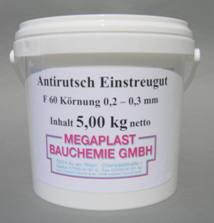 Antirutsch Einstreugut
F 60 Körnung 0,2 – 0,3 mm
Inhalt 5,00 kg netto
MEGAPLAST
BAUCHEMIE GMBH